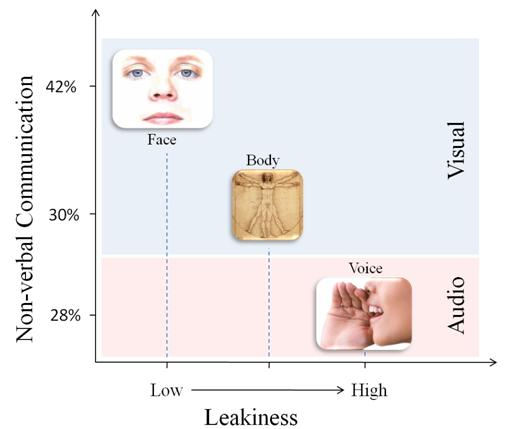 Non-verbal Communication
42%
30%
28%
Face
Body
Voice
Visual
Audio
Low
High
Leakiness